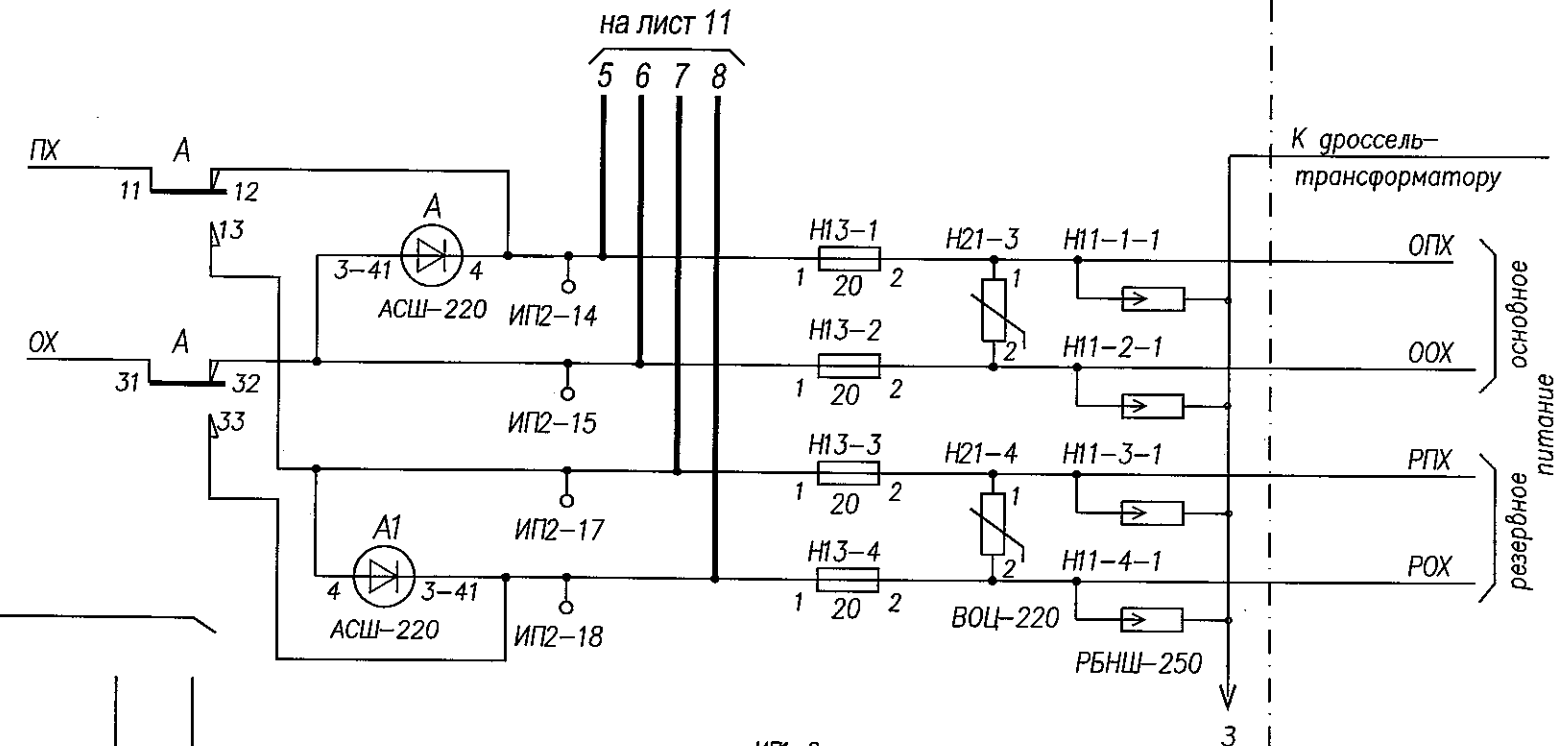 на лист 11
5 6 7 8
К дроссель-
трансформатору
ПХ
А
11
12
13
А
3-41
4
АСШ-220
ИП2-14
Н13-1
1
20
2
Н21-3
1
2
Н11-1-1
ОПХ
ОХ
А
31
32
33
ИП2-15
Н13-2
1
20
2
Н11-2-1
ООХ
основное
питание
ИП2-17
Н13-3
1
20
2
Н21-4
1
2
Н11-3-1
РПХ
А1
4
3-41
АСШ-220
ИП2-18
Н13-4
1
20
2
ВОЦ-220
Н11-4-1
РОХ
резервное
РБНШ-250
З